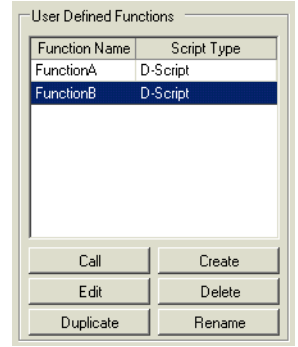 User Defined Functions
Function Name Script Type
FunctionA D-Script
FunctionB D-Script
Call Create
Edit Delete
Duplicate Rename